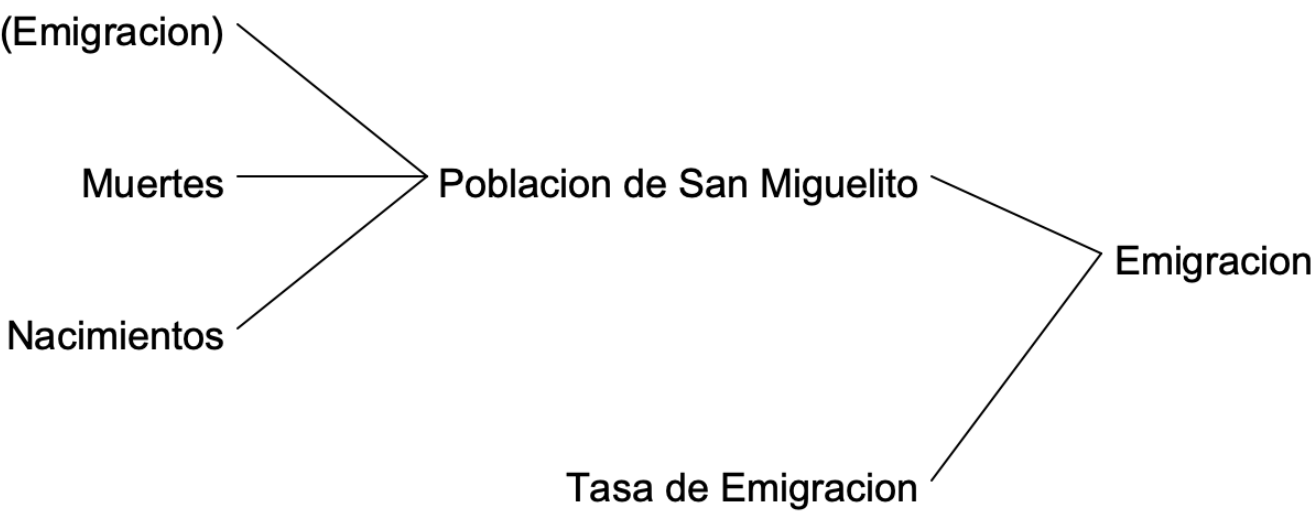 (Emigracion)
Muertes
Poblacion de San Miguelito
Emigracion
Nacimientos
Tasa de Emigracion